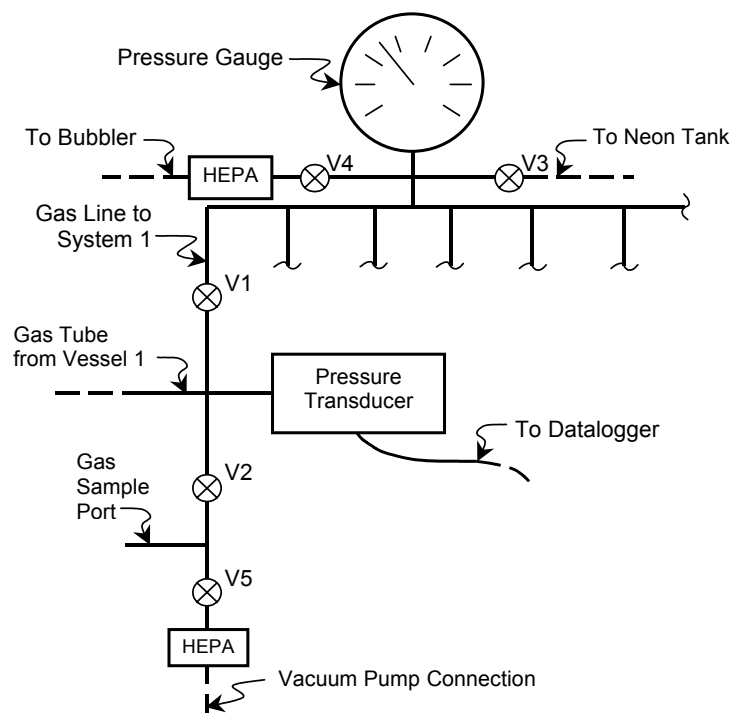 Pressure Gauge
To Bubbler
HEPA
V4
V3
To Neon Tank
Gas Line to
System 1
V1
Gas Tube
from Vessel 1
Pressure
Transducer
To Datalogger
Gas
Sample
Port
V2
V5
HEPA
Vacuum Pump Connection